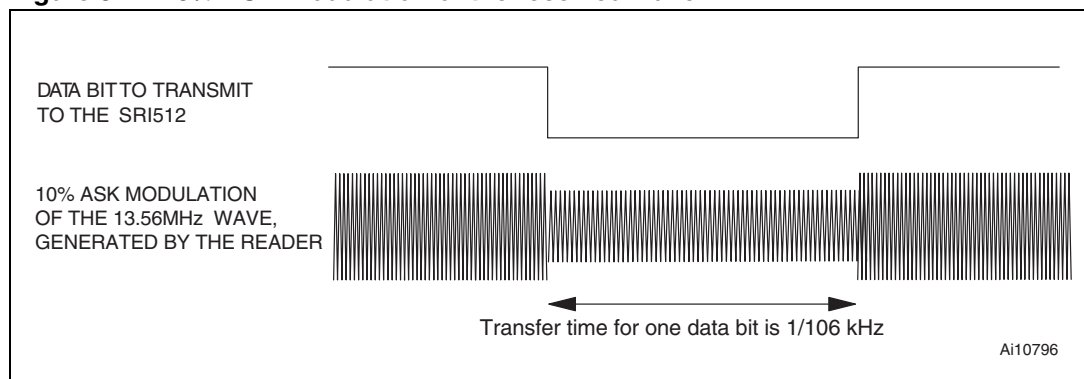 DATA BIT TO TRANSMIT
TO THE SRI512
10% ASK MODULATION
OF THE 13.56MHz WAVE,
GENERATED BY THE READER
Transfer time for one data bit is 1/106 kHz
Ai10796